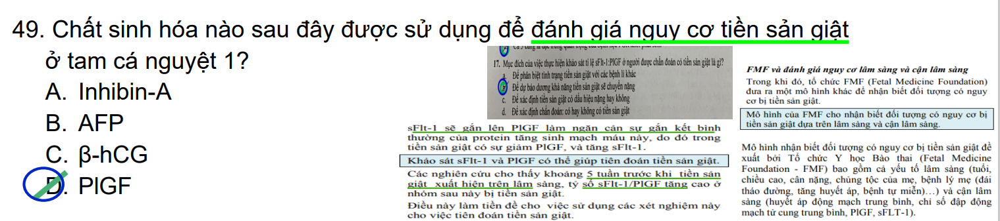 49. Chất sinh hóa nào sau đây được sử dụng để đánh giá nguy cơ tiền sản giật
ở tam cá nguyệt 1?
A. Inhibin-A
B. AFP
C. β-hCG
D. PlGF
17. Mục đích của việc thực hiện khảo sát tỉ lệ sFlt-1:PlGF ở người được chẩn đoán có tiền sản giật là gì?
a. Để phân biệt tình trạng tiền sản giật với các bệnh lí khác
Để dự báo dương khả năng tiền sản giật sẽ chuyển nặng
c. Để xác định tiền sản giật có dấu hiệu nặng hay không
d. Để xác định chẩn đoán: có hay không có tiền sản giật
sFlt-1 sẽ gắn lên PlGF làm ngăn cản sự gắn kết bình
thường của protein tăng sinh mạch máu này, do đó trong
tiền sản giật có sự giảm PlGF, và tăng sFlt-1.
Khảo sát sFlt-1 và PlGF có thể giúp tiên đoán tiền sản giật.
Các nghiên cứu cho thấy khoảng 5 tuần trước khi tiền sản
giật xuất hiện trên lâm sàng, tỷ số sFlt-1/PlGF tăng cao ở
nhóm sau này bị tiền sản giật.
Điều này làm tiền đề cho việc sử dụng các xét nghiệm này
cho việc tiên đoán tiền sản giật.
FMF và đánh giá nguy cơ lâm sàng và cận lâm sàng
Trong khi đó, tổ chức FMF (Fetal Medicine Foundation)
đưa ra một mô hình khác để nhận biết đối tượng có nguy
cơ bị tiền sản giật.
Mô hình của FMF cho nhận biết đối tượng có nguy cơ bị
tiền sản giật dựa trên lâm sàng và cận lâm sàng.
Mô hình nhận biết đối tượng có nguy cơ bị tiền sản giật đề
xuất bởi Tổ chức Y học Bào thai (Fetal Medicine
Foundation - FMF) bao gồm cả yếu tố lâm sàng (tuổi,
chiều cao, cân nặng, chủng tộc của mẹ, bệnh lý mẹ (đái
tháo đường, tăng huyết áp, bệnh tự miễn)...) và cận lâm
sàng (huyết áp động mạch trung bình, chỉ số đập động
mạch tử cung trung bình, PlGF, sFLT-1).